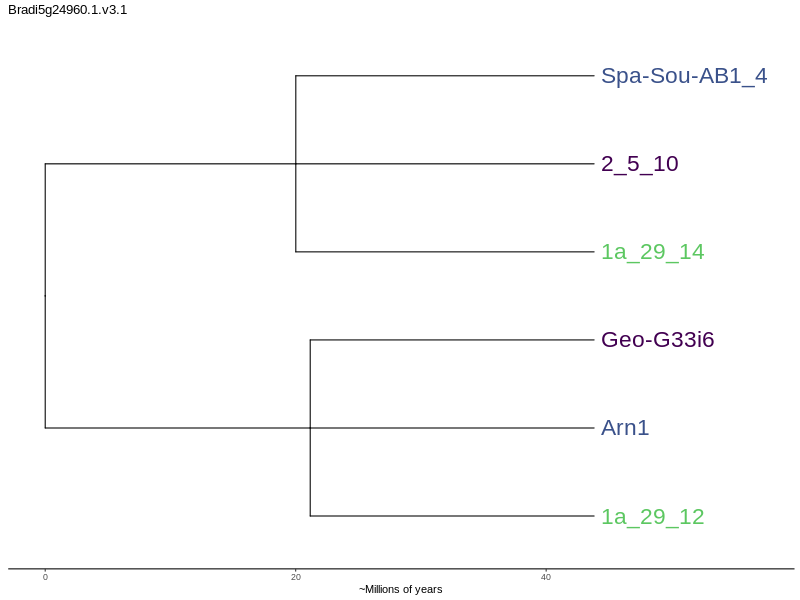 Bradi5g24960.1.v3.1
Spa-Sou-AB1_4
2_5_10
1a_29_14
Geo-G33i6
Arn1
1a_29_12
0 20 40
~Millions of years